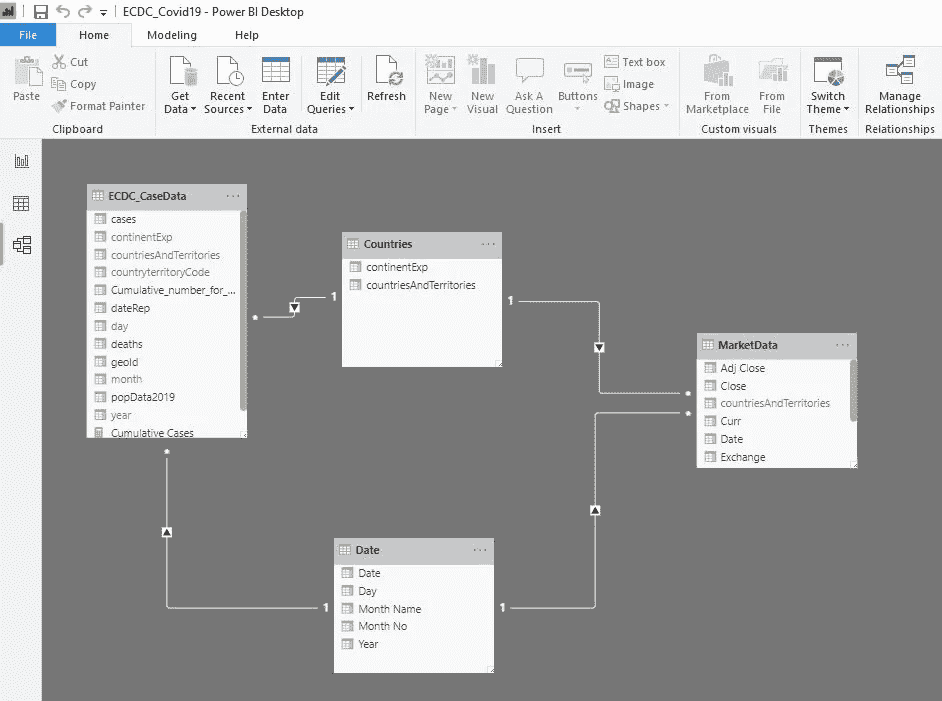 ECDC_Covid19 - Power BI Desktop
File Home Modeling Help
Paste
Cut
Copy
Format Painter
Clipboard
Get Data
Recent Sources
Enter Data
Edit Queries
Refresh
External data
New Page
New Visual
Ask A Question
Buttons
Text box
Image
Shapes
Insert
From Marketplace
From File
Custom visuals
Switch Theme
Themes
Manage Relationships
Relationships
ECDC_CaseData ...
cases
continentExp
countriesAndTerritories
countryterritoryCode
Cumulative_number_for_...
dateRep
day
deaths
geoId
month
popData2019
year
Cumulative Cases
*
1
Countries ...
continentExp
countriesAndTerritories
1
*
*
MarketData ...
Adj Close
Close
countriesAndTerritories
Curr
Date
Exchange
*
1
Date ...
Date
Day
Month Name
Month No
Year
1